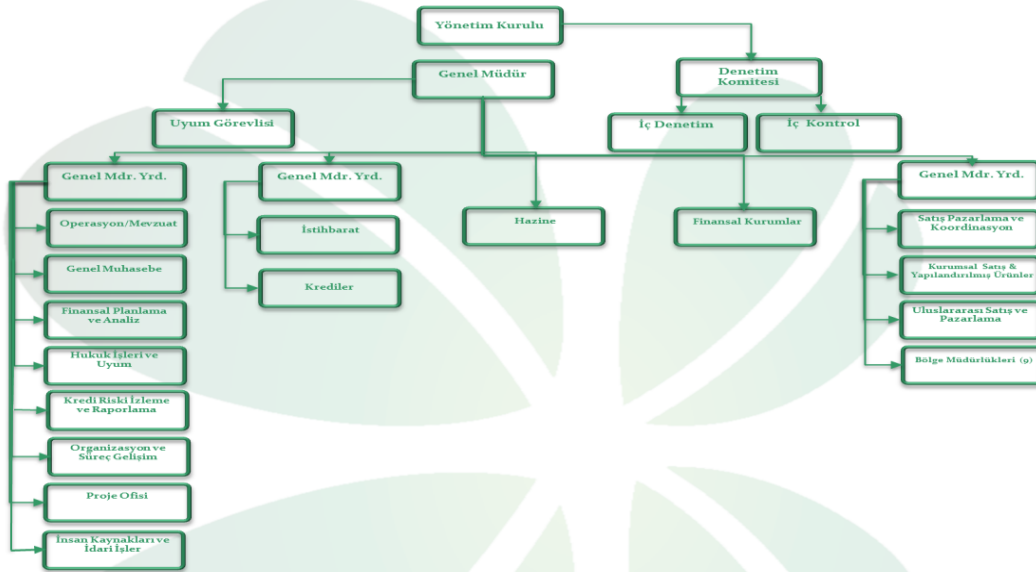 Yönetim Kurulu
Genel Müdür
Denetim
Komitesi
Uyum Görevlisi
İç Denetim
İç Kontrol
Genel Mdr. Yrd.
Genel Mdr. Yrd.
Genel Mdr. Yrd.
Hazine
Finansal Kurumlar
Operasyon/Mevzuat
Genel Muhasebe
Finansal Planlama
ve Analiz
Hukuk İşleri ve
Uyum
Kredi Riski İzleme
ve Raporlama
Organizasyon ve
Süreç Gelişim
Proje Ofisi
İnsan Kaynakları ve
İdari İşler
İstihbarat
Krediler
Satış Pazarlama ve
Koordinasyon
Kurumsal Satış &
Yapılandırılmış Ürünler
Uluslararası Satış ve
Pazarlama
Bölge Müdürlükleri (9)